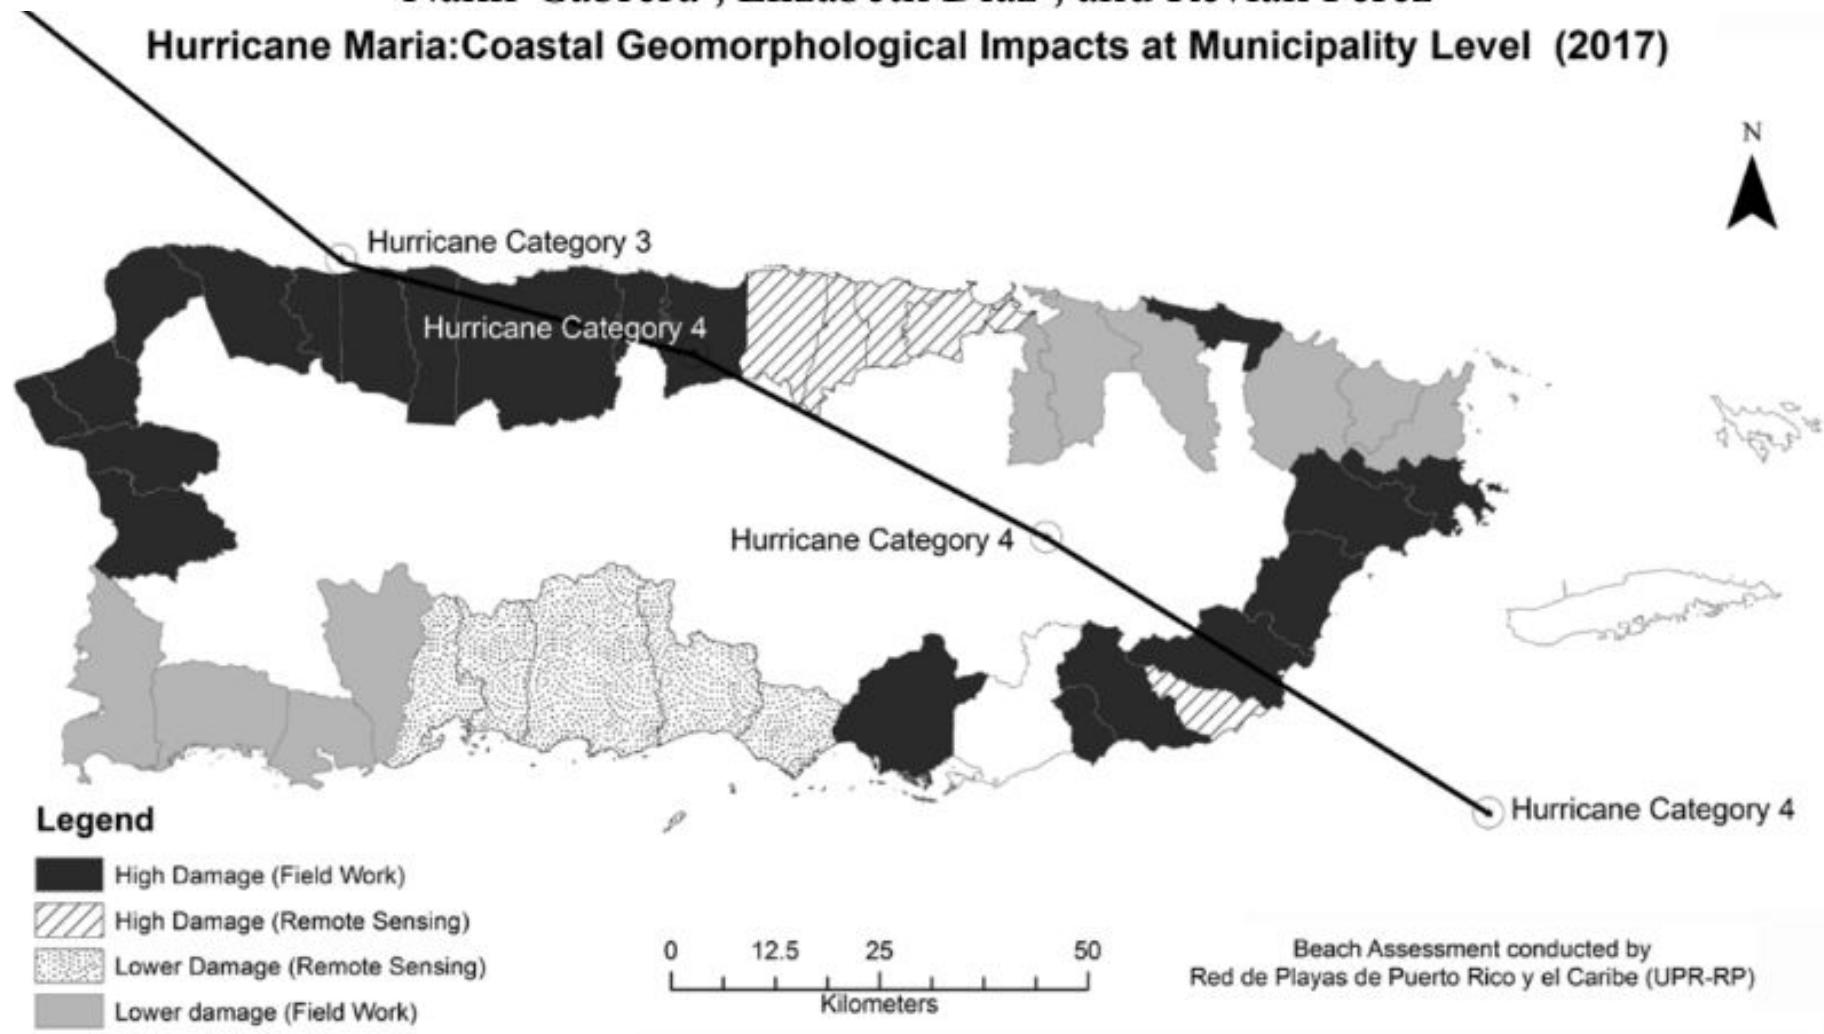 Hurricane Maria:Coastal Geomorphological Impacts at Municipality Level (2017)
N
Hurricane Category 3
Hurricane Category 4
Hurricane Category 4
Hurricane Category 4
Legend
High Damage (Field Work)
High Damage (Remote Sensing)
Lower Damage (Remote Sensing)
Lower damage (Field Work)
0 12.5 25 50
Kilometers
Beach Assessment conducted by
Red de Playas de Puerto Rico y el Caribe (UPR-RP)